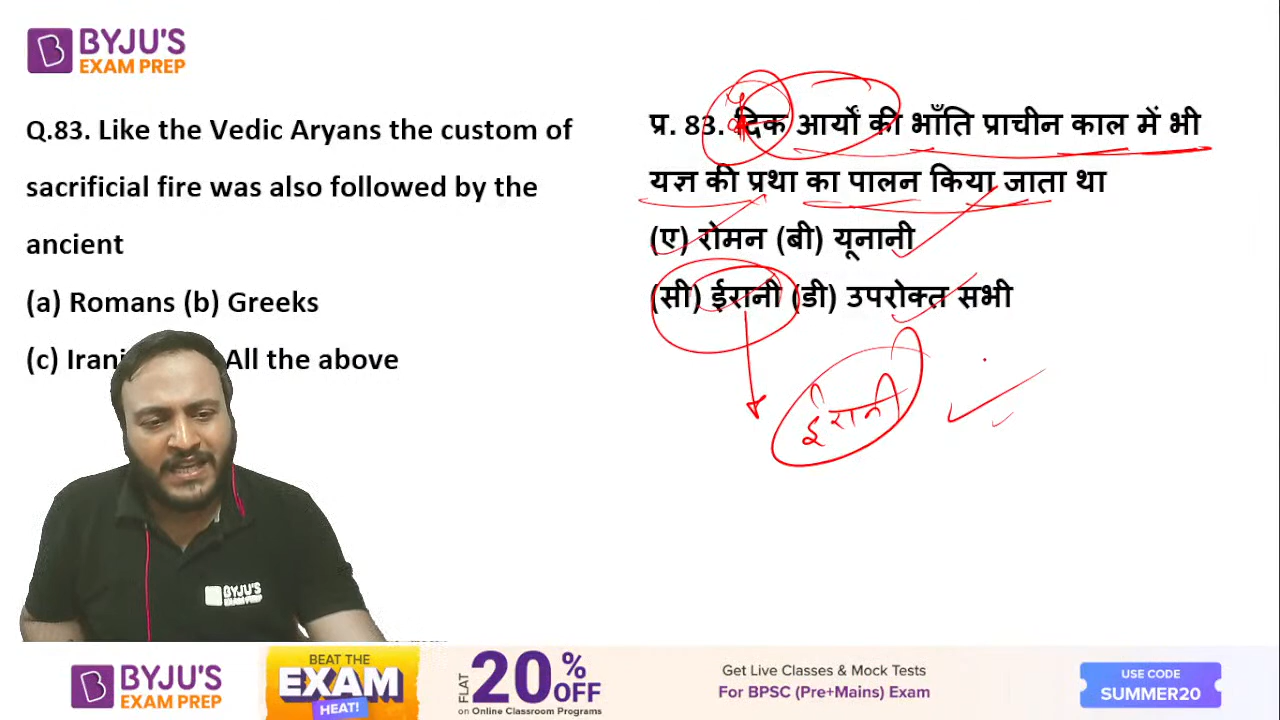 BYJU'S
EXAM PREP
Q.83. Like the Vedic Aryans the custom of
sacrificial fire was also followed by the
ancient
(a) Romans (b) Greeks
(c) Irani All the above
प्र. 83. दिक आर्यों की भाँति प्राचीन काल में भी
यज्ञ की प्रथा का पालन किया जाता था
(ए) रोमन (बी) यूनानी
(सी) ईरानी (डी) उपरोक्त सभी
ईरानी
BYJU'S
EXAM PREP
BYJU'S
EXAM PREP
BEAT THE
EXAM
HEAT!
FLAT 20% OFF
on Online Classroom Programs
Get Live Classes & Mock Tests
For BPSC (Pre+Mains) Exam
USE CODE
SUMMER20